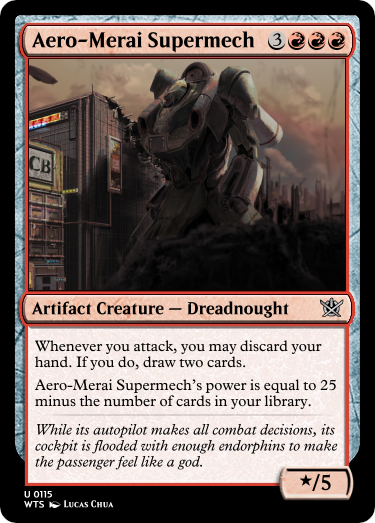 Aero-Merai Supermech 3
CB
Artifact Creature — Dreadnought
Whenever you attack, you may discard your
hand. If you do, draw two cards.
Aero-Merai Supermech's power is equal to 25
minus the number of cards in your library.
While its autopilot makes all combat decisions, its
cockpit is flooded with enough endorphins to make
the passenger feel like a god.
★/5
U 0115
WTS Lucas Chua